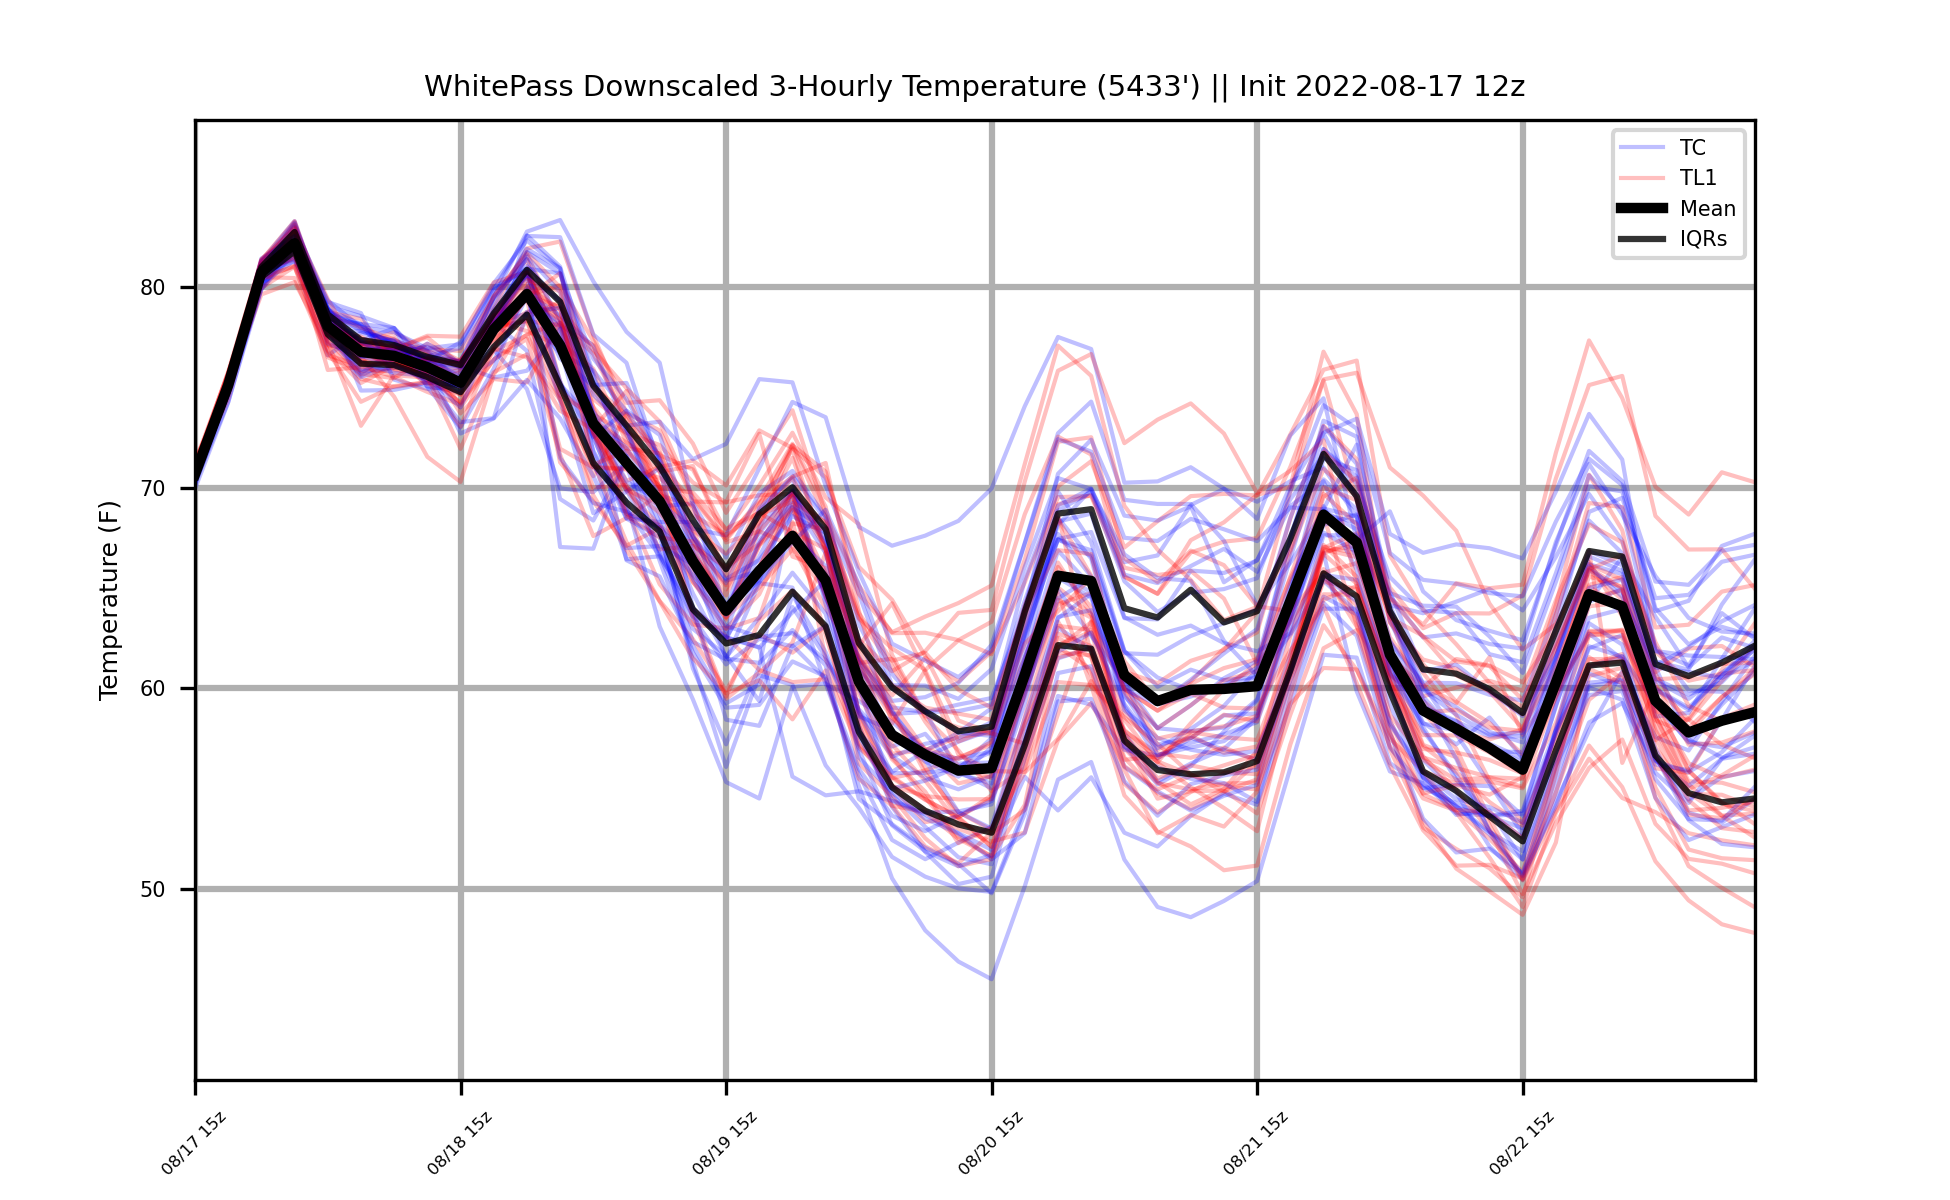 WhitePass Downscaled 3-Hourly Temperature (5433') || Init 2022-08-17 12z
TC
TL1
Mean
IQRs
Temperature (F)
80
70
60
50
08/17 15z
08/18 15z
08/19 15z
08/20 15z
08/21 15z
08/22 15z